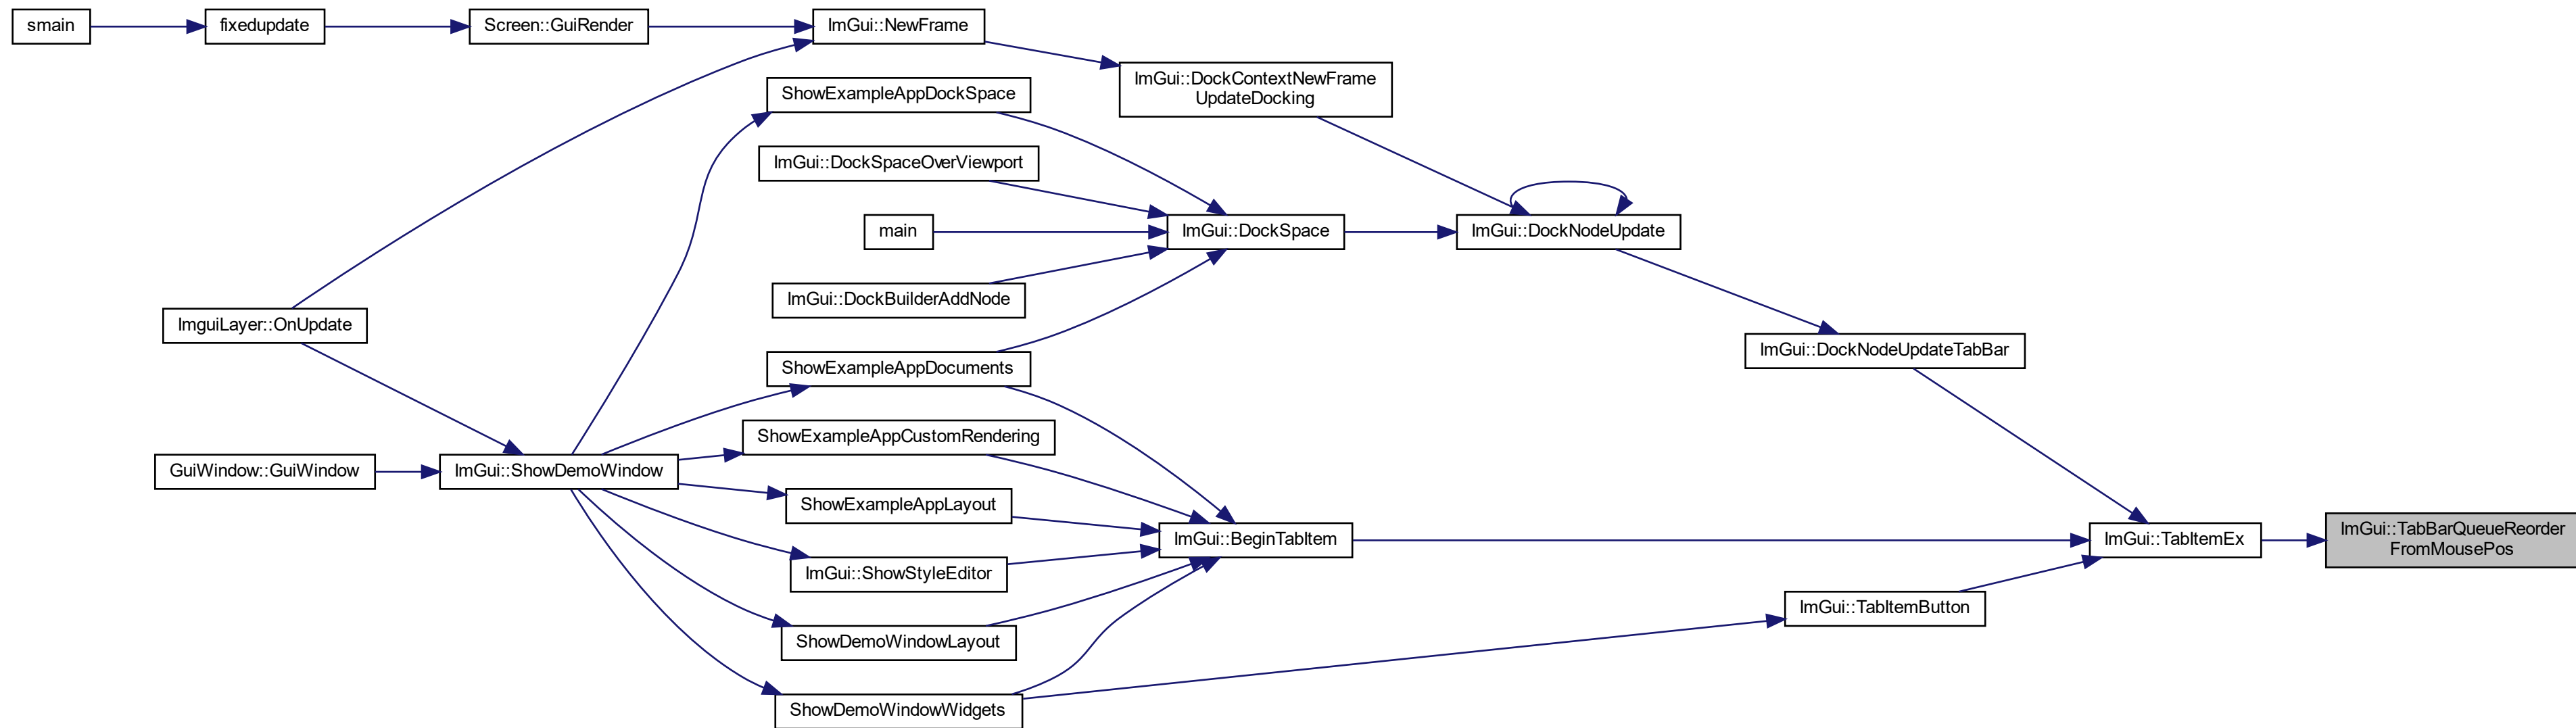 smain
fixedupdate
Screen::GuiRender
ImGui::NewFrame
ImGui::DockContextNewFrame
UpdateDocking
ShowExampleAppDockSpace
ImGui::DockSpaceOverViewport
main
ImGui::DockSpace
ImGui::DockNodeUpdate
ImGui::DockBuilderAddNode
ImguiLayer::OnUpdate
ShowExampleAppDocuments
ImGui::DockNodeUpdateTabBar
ShowExampleAppCustomRendering
GuiWindow::GuiWindow
ImGui::ShowDemoWindow
ShowExampleAppLayout
ImGui::BeginTabItem
ImGui::TabItemEx
ImGui::TabBarQueueReorder
FromMousePos
ImGui::ShowStyleEditor
ImGui::TabItemButton
ShowDemoWindowLayout
ShowDemoWindowWidgets